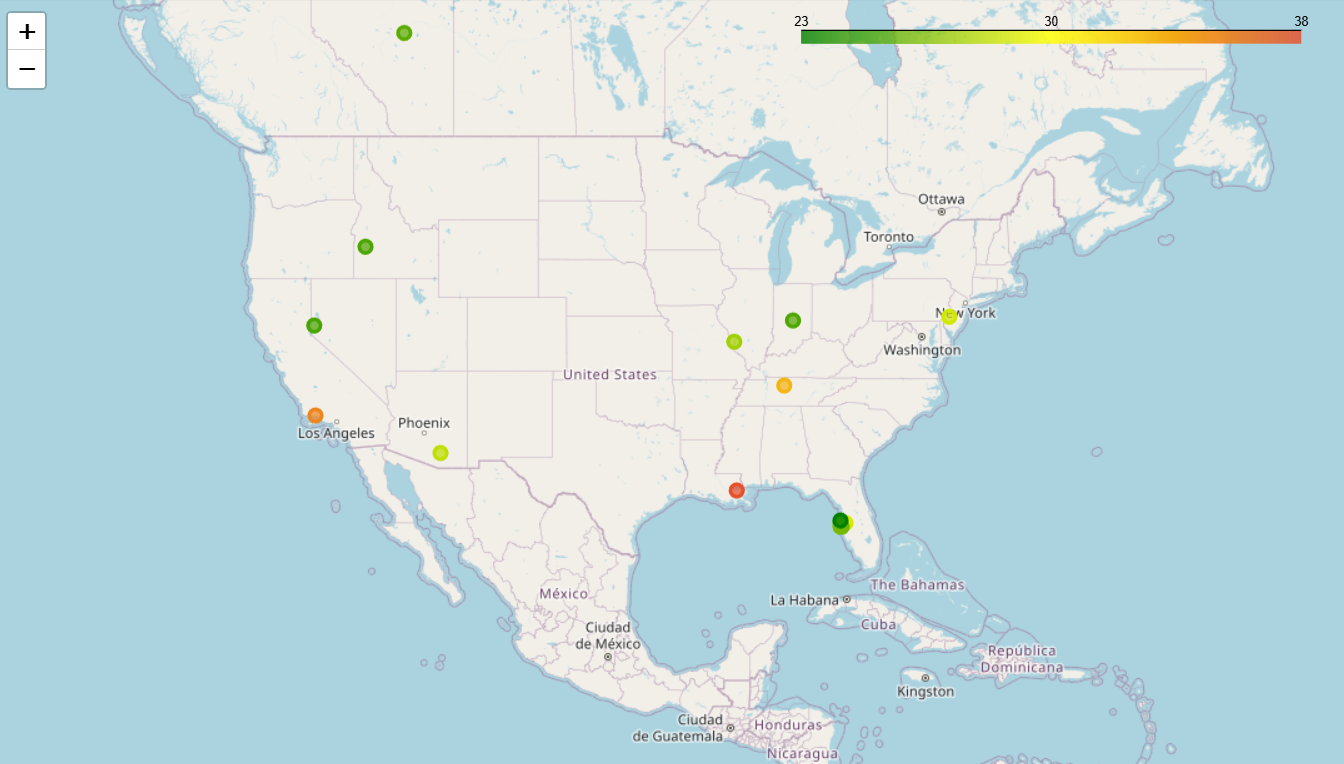 +
−
23 30 38
Ottawa
Toronto
New York
Washington
United States
Phoenix
Los Angeles
The Bahamas
México
La Habana
Cuba
Ciudad
de México
República
Dominicana
Kingston
Ciudad
de Guatemala
Honduras
Nicaragua